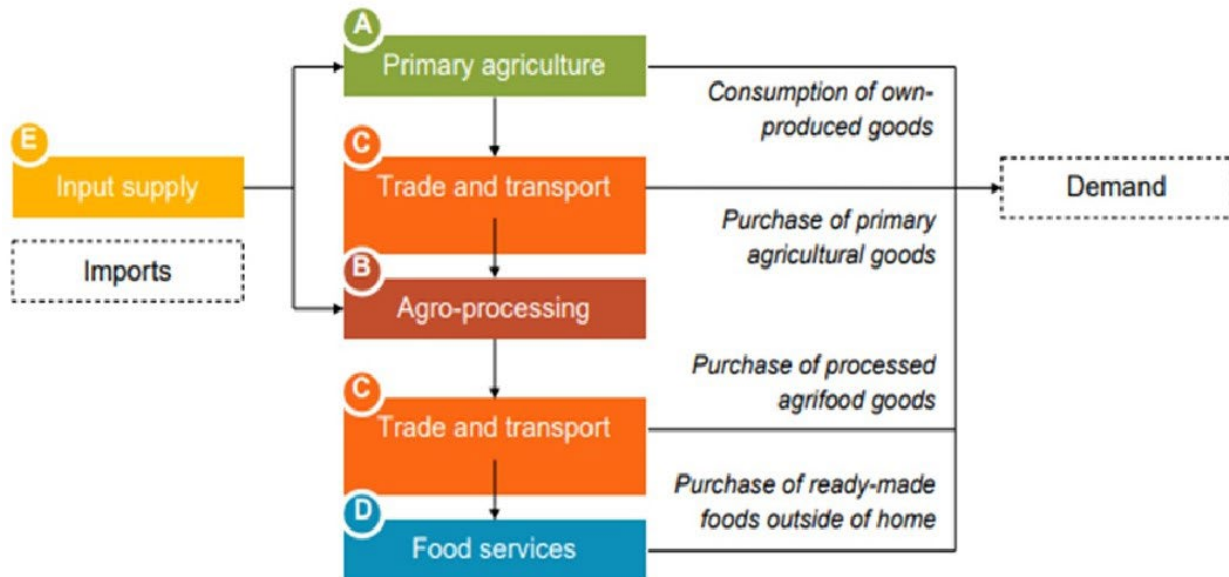 A
Primary agriculture
Consumption of own-
produced goods
E
Input supply
C
Trade and transport
Demand
Purchase of primary
agricultural goods
Imports
B
Agro-processing
Purchase of processed
agrifood goods
C
Trade and transport
Purchase of ready-made
foods outside of home
D
Food services